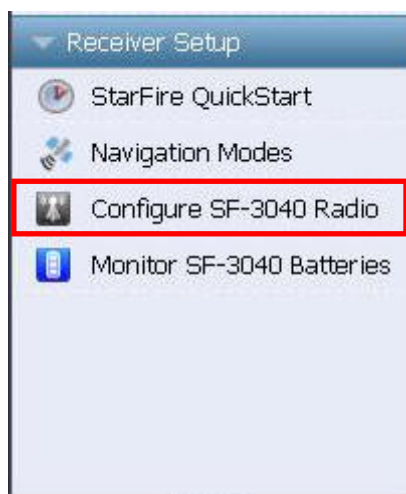 Receiver Setup
StarFire QuickStart
Navigation Modes
Configure SF-3040 Radio
Monitor SF-3040 Batteries